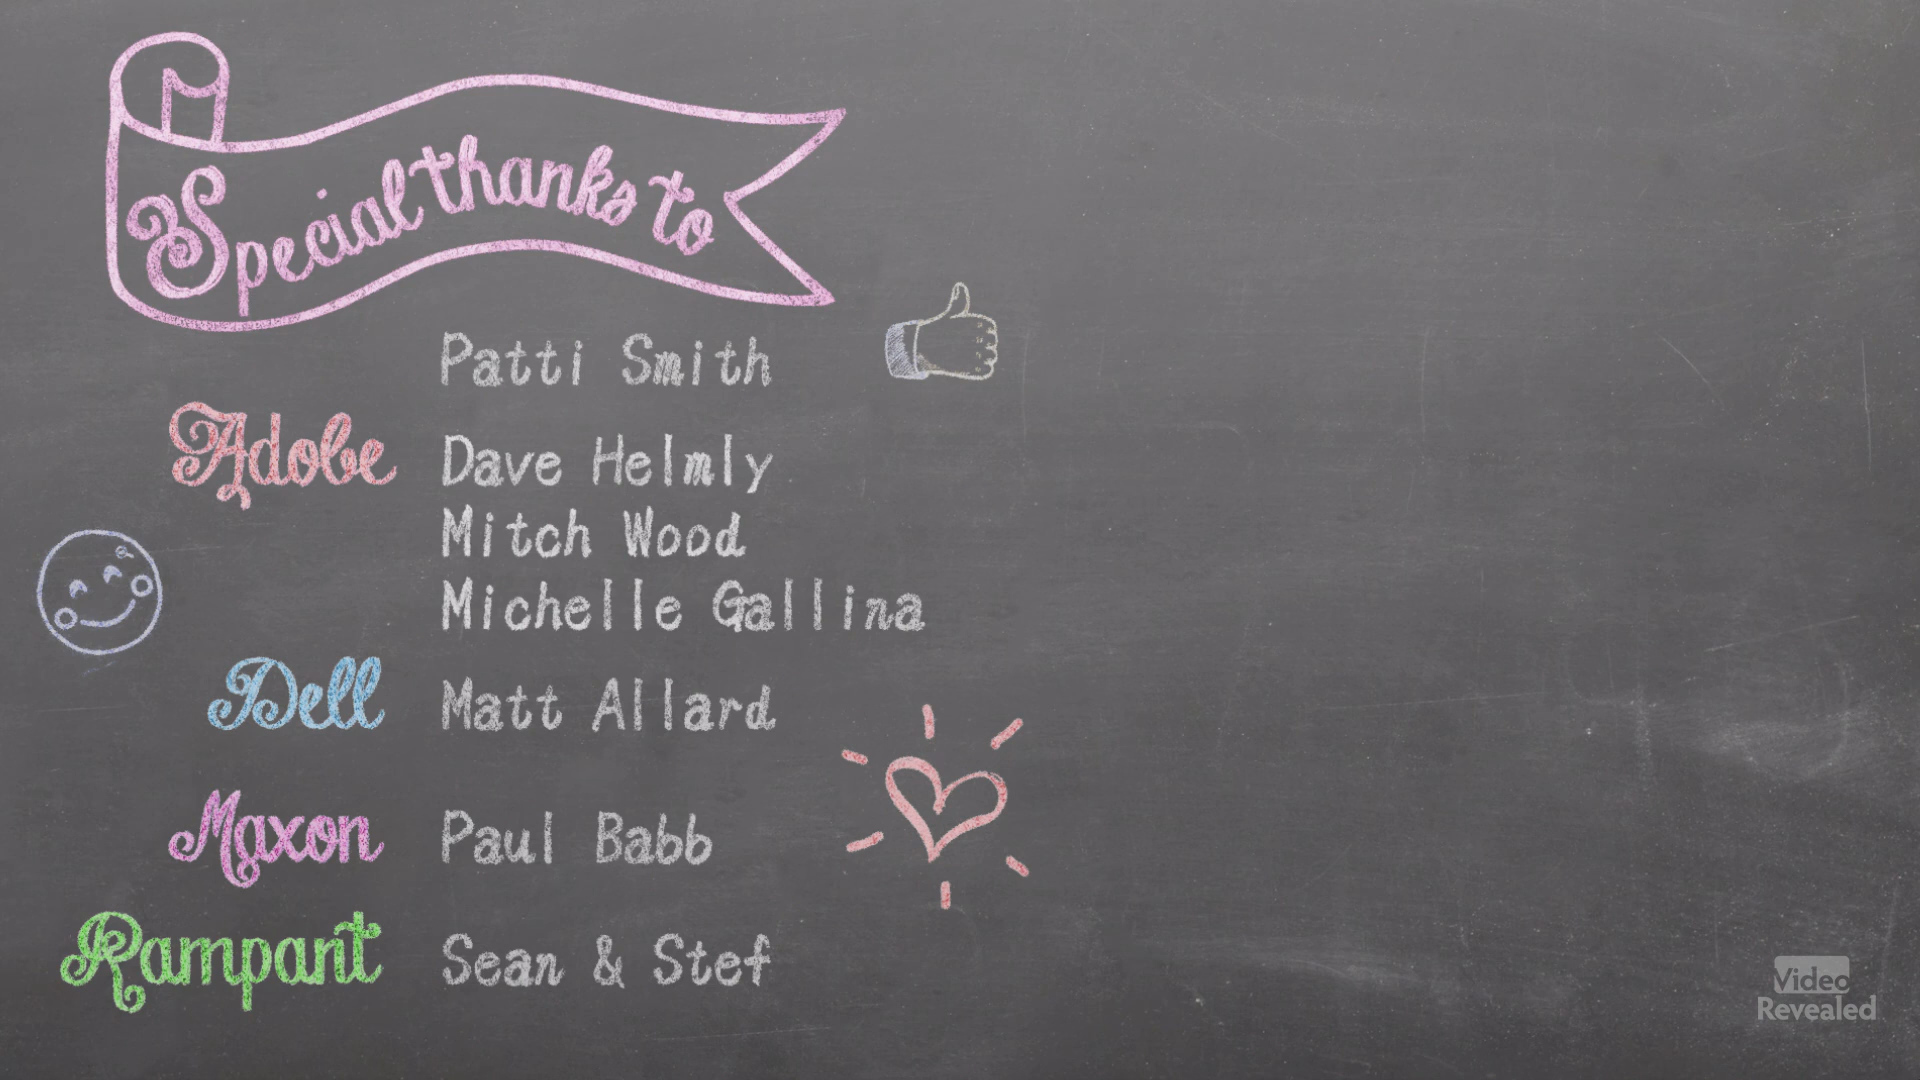 Special thanks to
Patti Smith
Adobe Dave Helmly
Mitch Wood
Michelle Gallina
Dell Matt Allard
Maxon Paul Babb
Rampant Sean & Stef
Video
Revealed